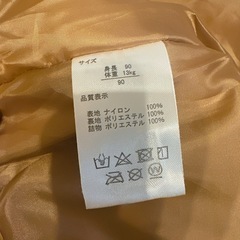 サイズ
身長 90
体重 13kg
90
品質表示
表地 ナイロン 100%
裏地 ポリエステル 100%
詰物 ポリエステル 100%